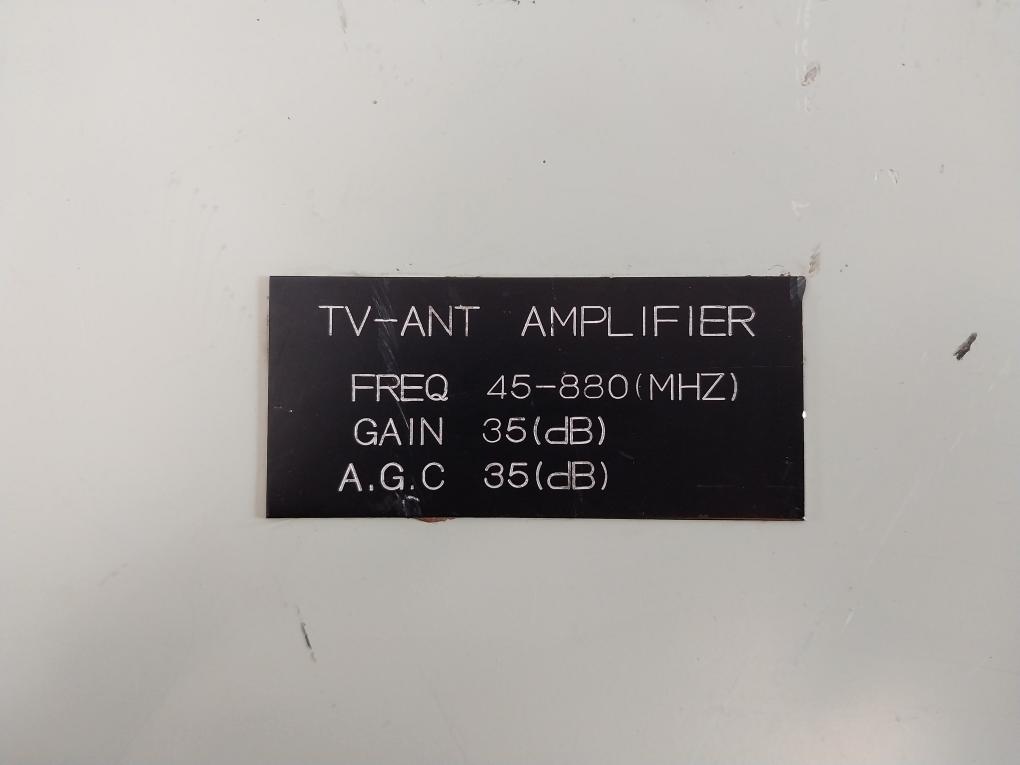 TV-ANT AMPLIFIER
FREQ 45-880(MHZ)
GAIN 35(dB)
A.G.C 35(dB)